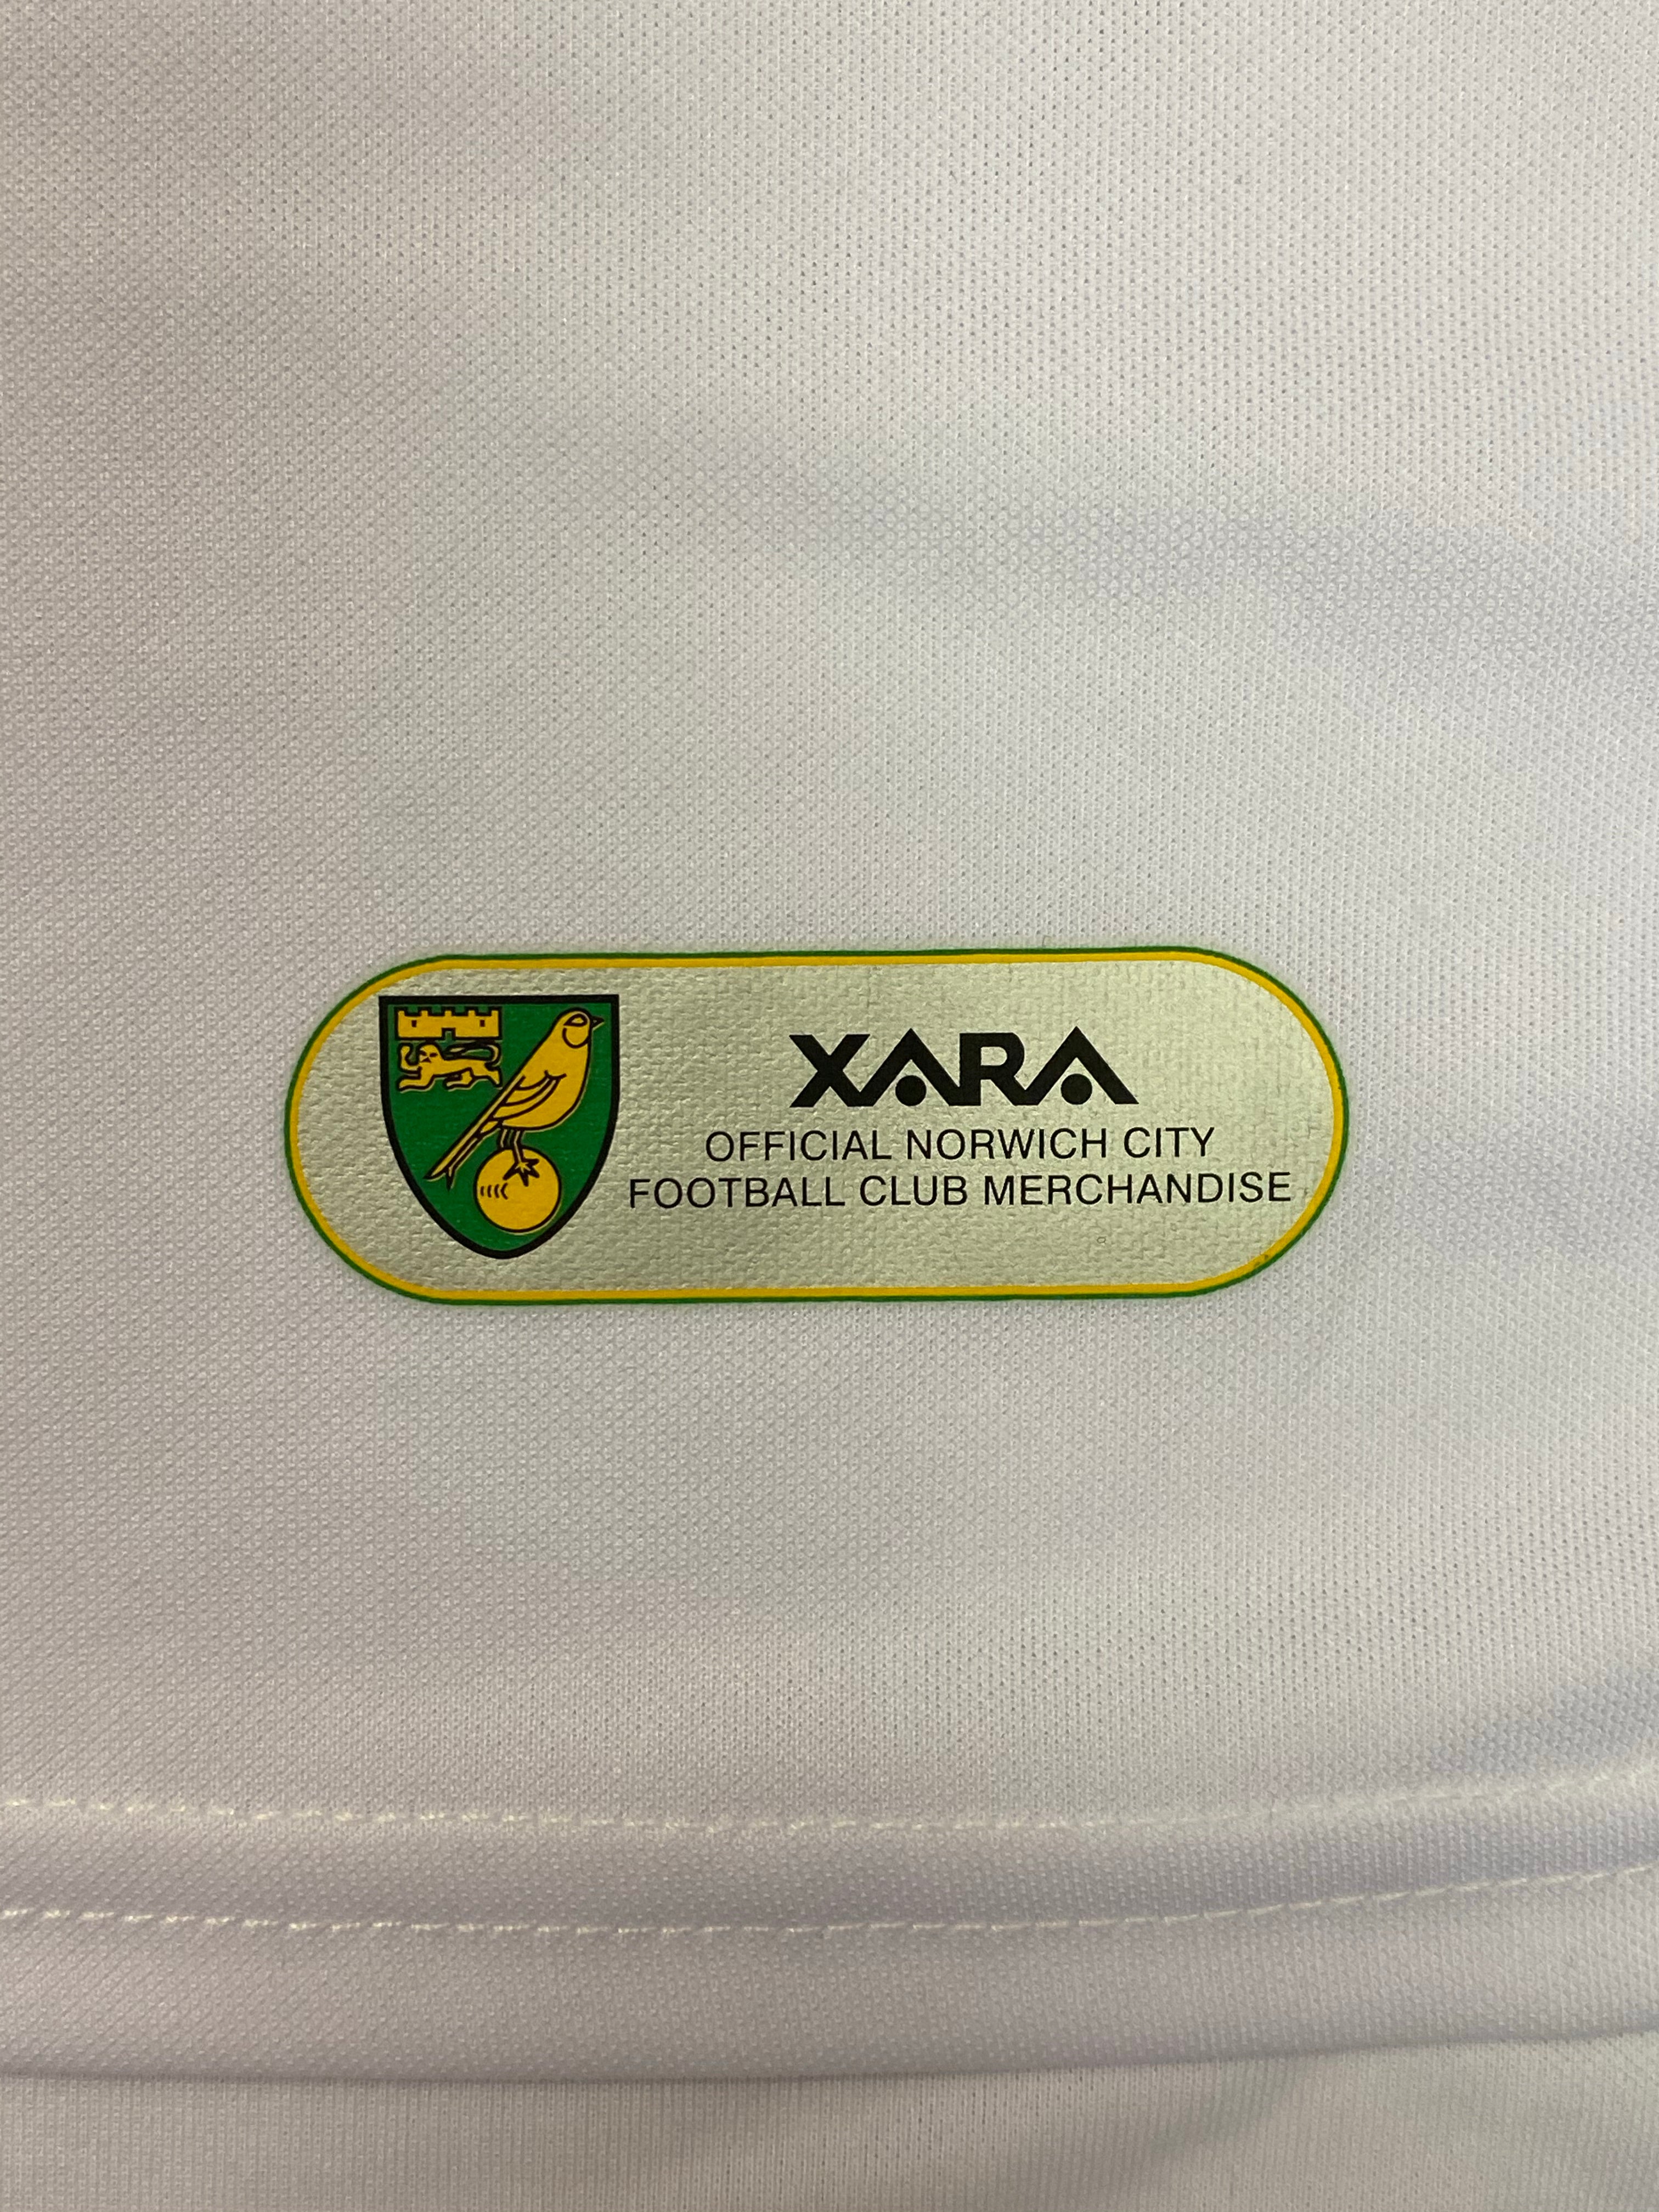 XARA
OFFICIAL NORWICH CITY
FOOTBALL CLUB MERCHANDISE